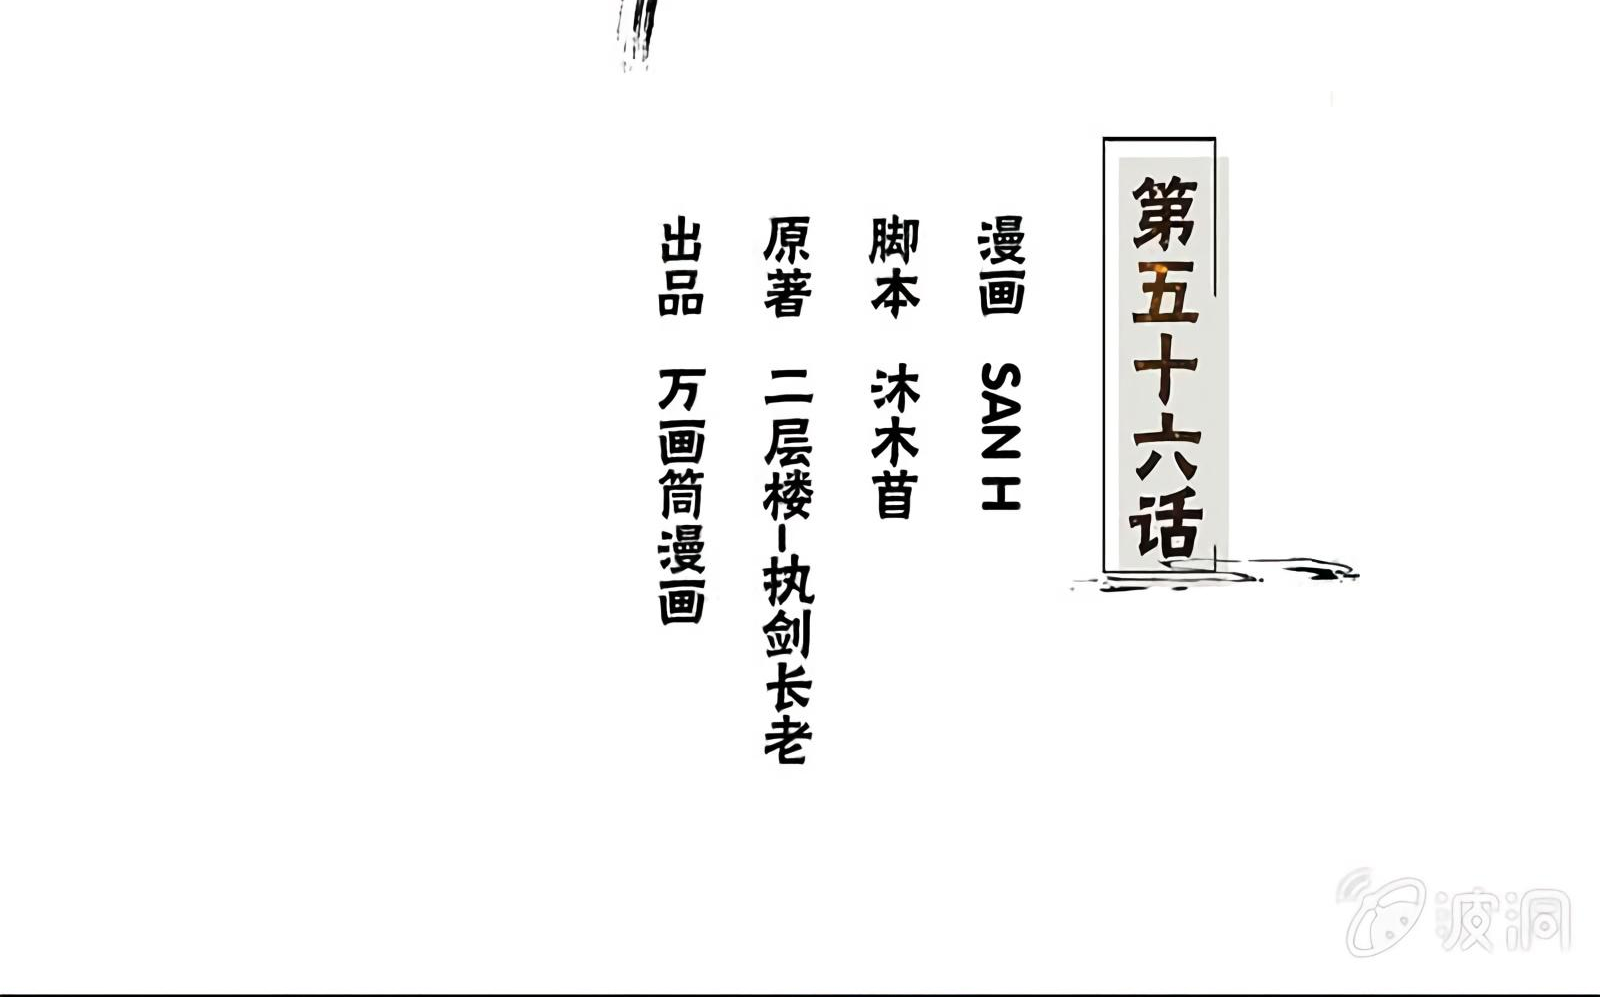 第五十六话
漫画 SAN H
脚本 沐木苜
原著 二层楼-执剑长老
出品 万画筒漫画
波洞